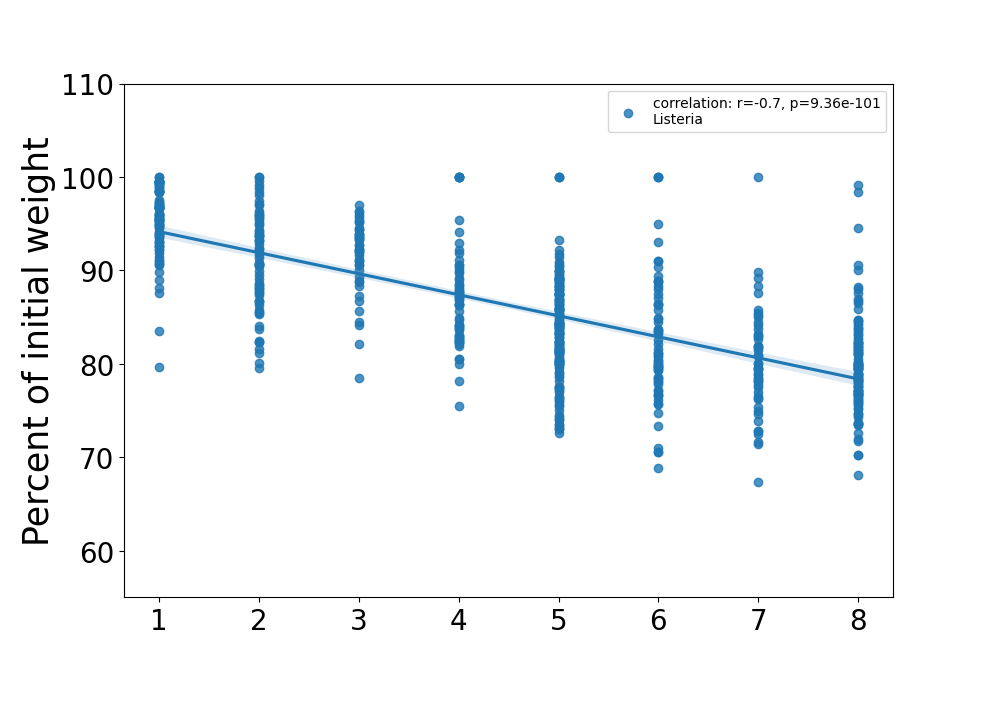 110
100
90
80
70
60
Percent of initial weight
correlation: r=-0.7, p=9.36e-101
Listeria
1 2 3 4 5 6 7 8